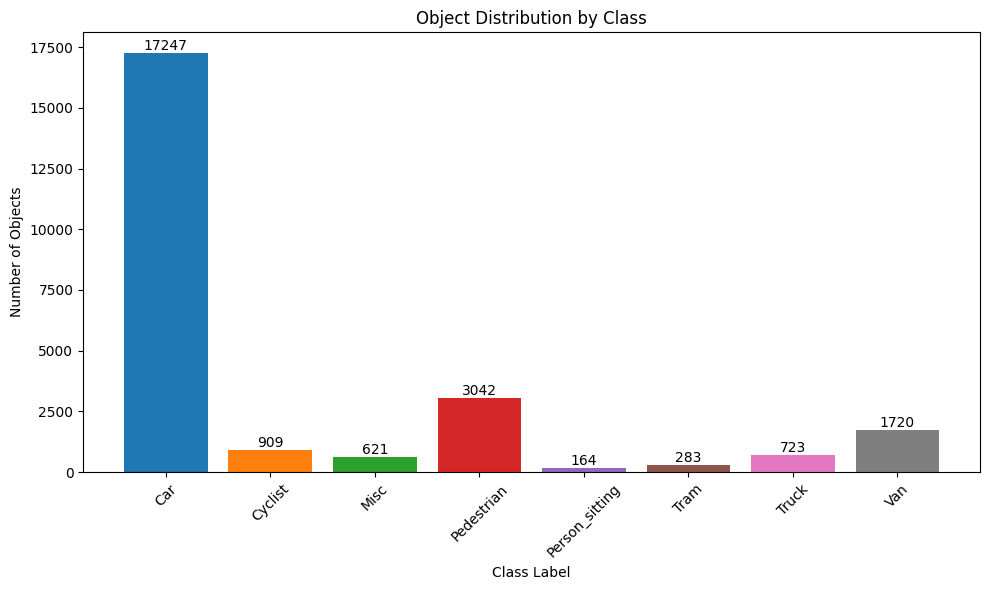 Object Distribution by Class
Number of Objects
17500
15000
12500
10000
7500
5000
2500
0
17247
909
621
3042
164
283
723
1720
Car
Cyclist
Misc
Pedestrian
Person_sitting
Tram
Truck
Van
Class Label